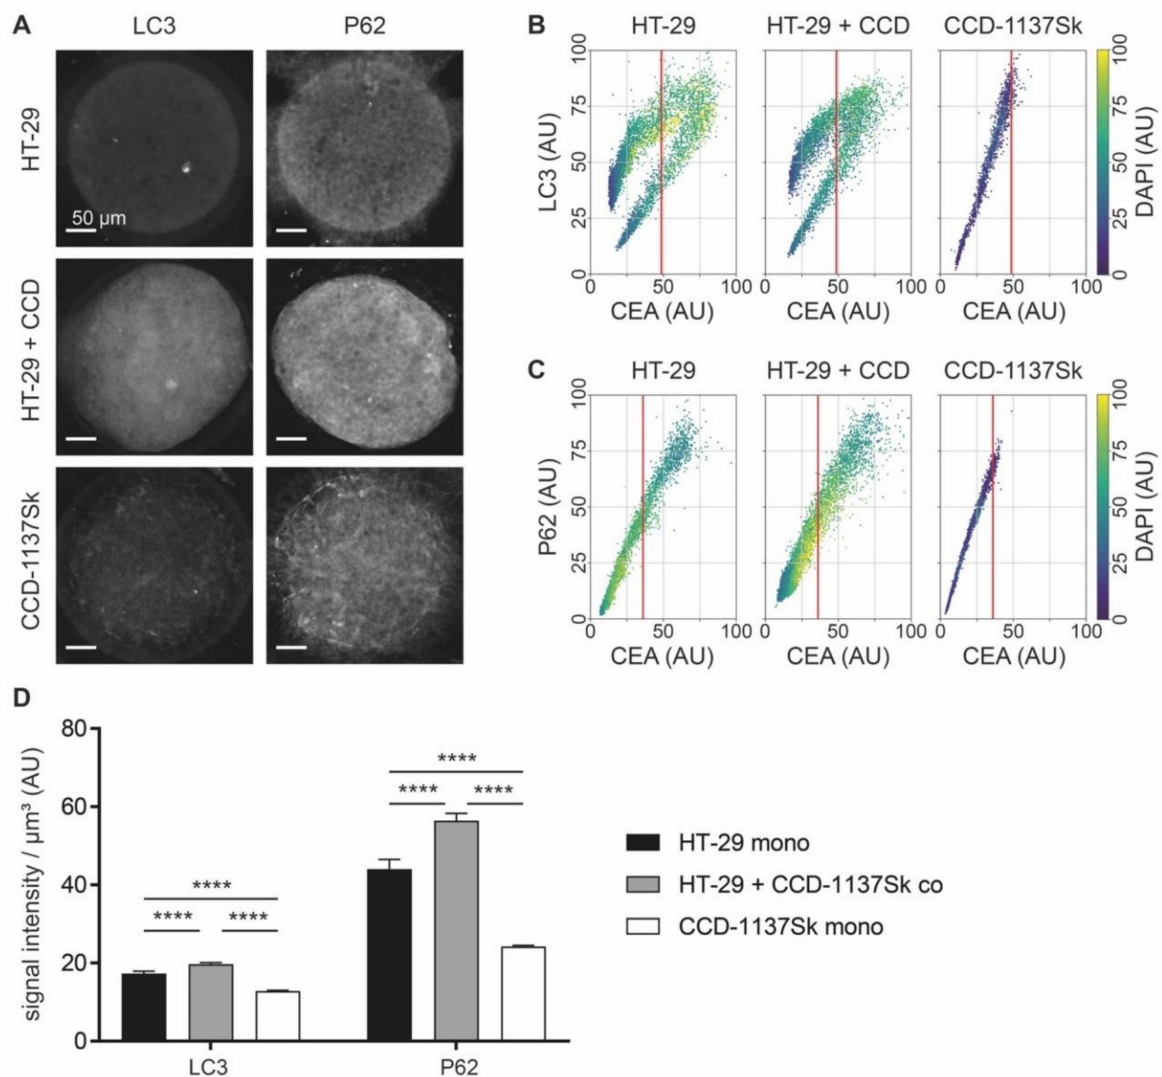 A
LC3
P62
HT-29
50 µm
HT-29 + CCD
CCD-1137Sk
B
HT-29
HT-29 + CCD
CCD-1137Sk
LC3 (AU)
100
75
50
25
0
0 50 100
0 50 100
0 50 100
CEA (AU)
CEA (AU)
CEA (AU)
100
75
50
25
0
DAPI (AU)
C
HT-29
HT-29 + CCD
CCD-1137Sk
P62 (AU)
100
75
50
25
0 50 100
0 50 100
0 50 100
CEA (AU)
CEA (AU)
CEA (AU)
100
75
50
25
0
DAPI (AU)
D
signal intensity / µm³ (AU)
80
60
40
20
0
****
**** ****
****
**** ****
LC3
P62
HT-29 mono
HT-29 + CCD-1137Sk co
CCD-1137Sk mono